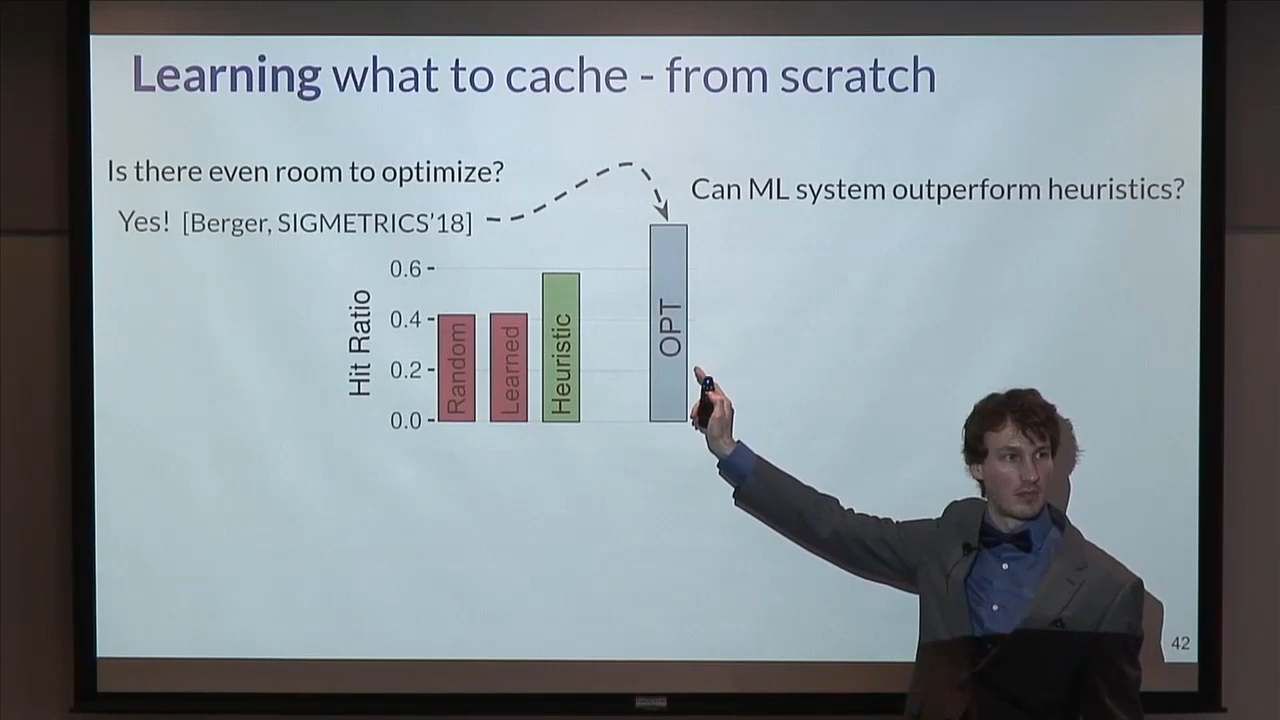 Learning what to cache - from scratch
Is there even room to optimize?
Yes! [Berger, SIGMETRICS'18]
Can ML system outperform heuristics?
Hit Ratio
0.6
0.4
0.2
0.0
Random
Learned
Heuristic
OPT
42